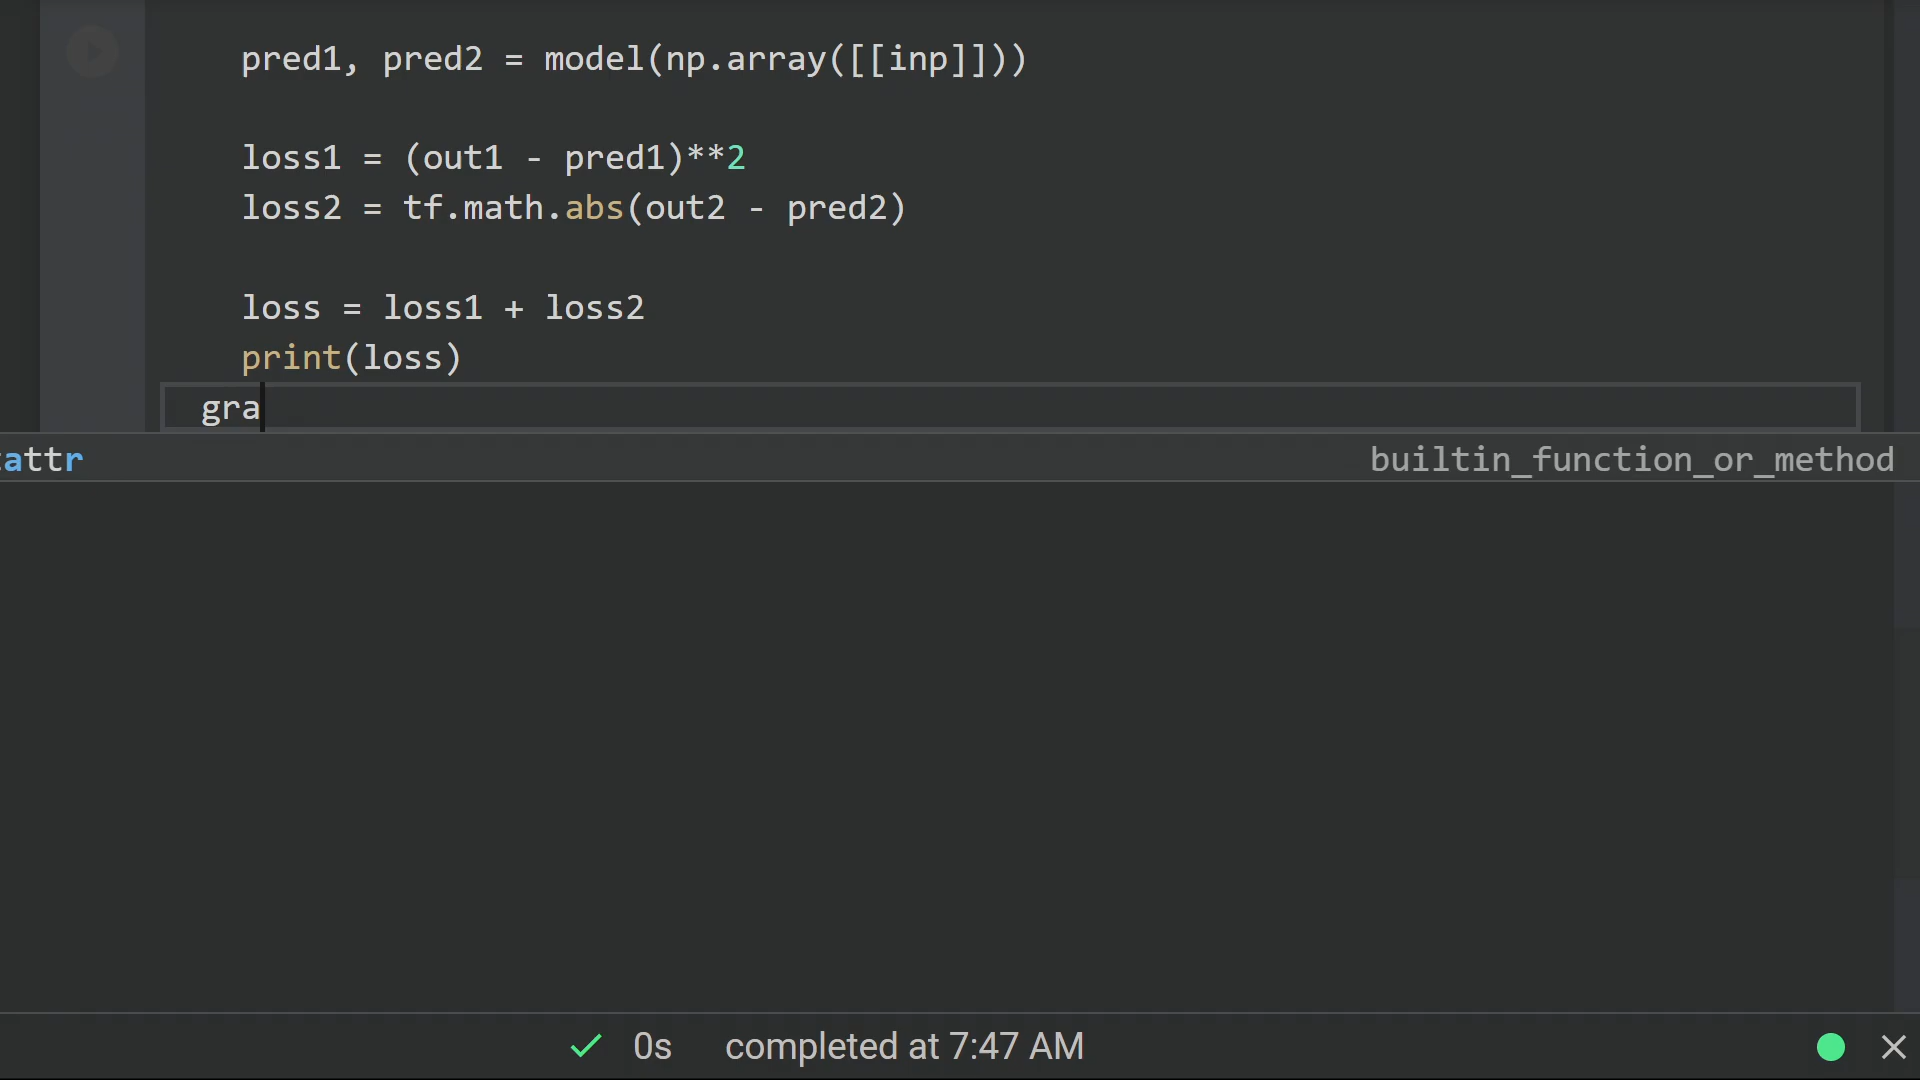 pred1, pred2 = model(np.array([[inp]]))
loss1 = (out1 - pred1)**2
loss2 = tf.math.abs(out2 - pred2)
loss = loss1 + loss2
print(loss)
gra
attr builtin_function_or_method
0s completed at 7:47 AM